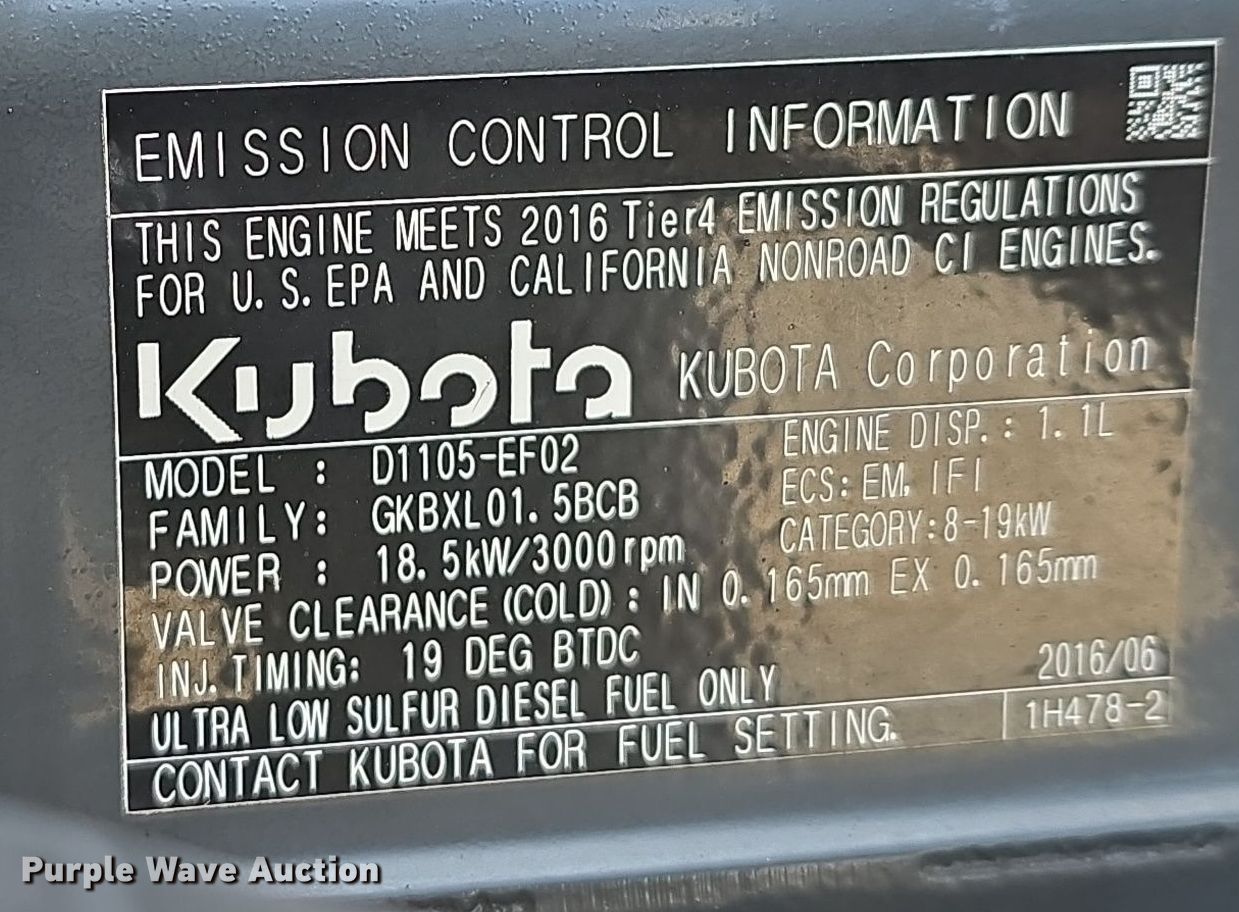 EMISSION CONTROL INFORMATION
THIS ENGINE MEETS 2016 Tier4 EMISSION REGULATIONS
FOR U.S.EPA AND CALIFORNIA NONROAD CI ENGINES.
Kubota KUBOTA Corporation
MODEL : D1105-EF02 ENGINE DISP.: 1.1L
FAMILY: GKBXL01.5BCB ECS: EM, IFI
POWER : 18.5kW/3000rpm CATEGORY:8-19kW
VALVE CLEARANCE (COLD) : IN 0.165mm EX 0.165mm
INJ.TIMING: 19 DEG BTDC
ULTRA LOW SULFUR DIESEL FUEL ONLY 2016/06
CONTACT KUBOTA FOR FUEL SETTING. 1H478-2
Purple Wave Auction